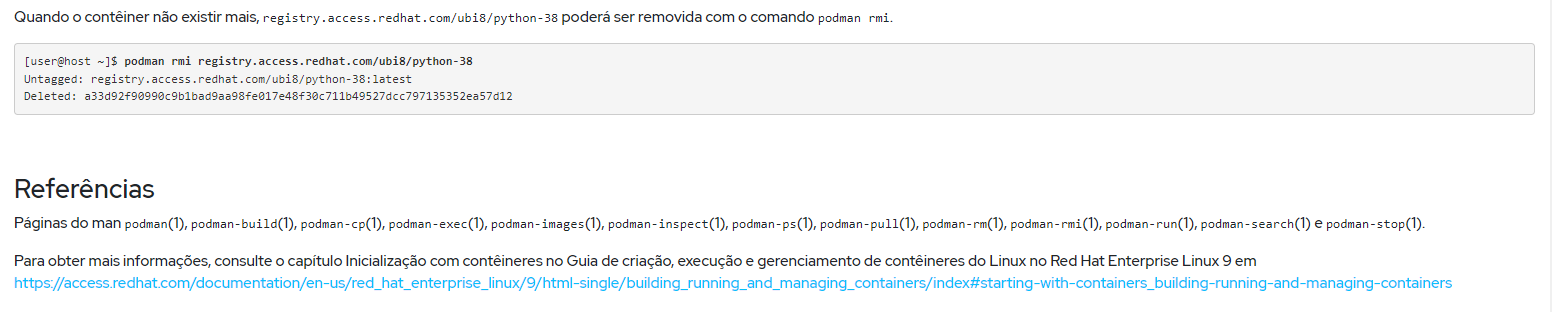 Quando o contêiner não existir mais, registry.access.redhat.com/ubi8/python-38 poderá ser removida com o comando podman rmi.
[user@host ~]$ podman rmi registry.access.redhat.com/ubi8/python-38
Untagged: registry.access.redhat.com/ubi8/python-38:latest
Deleted: a33d92f90990c9b1bad9aa98fe017e48f30c711b49527dcc797135352ea57d12
Referências
Páginas do man podman(1), podman-build(1), podman-cp(1), podman-exec(1), podman-images(1), podman-inspect(1), podman-ps(1), podman-pull(1), podman-rm(1), podman-rmi(1), podman-run(1), podman-search(1) e podman-stop(1).
Para obter mais informações, consulte o capítulo Inicialização com contêineres no Guia de criação, execução e gerenciamento de contêineres do Linux no Red Hat Enterprise Linux 9 em
https://access.redhat.com/documentation/en-us/red_hat_enterprise_linux/9/html-single/building_running_and_managing_containers/index#starting-with-containers_building-running-and-managing-containers